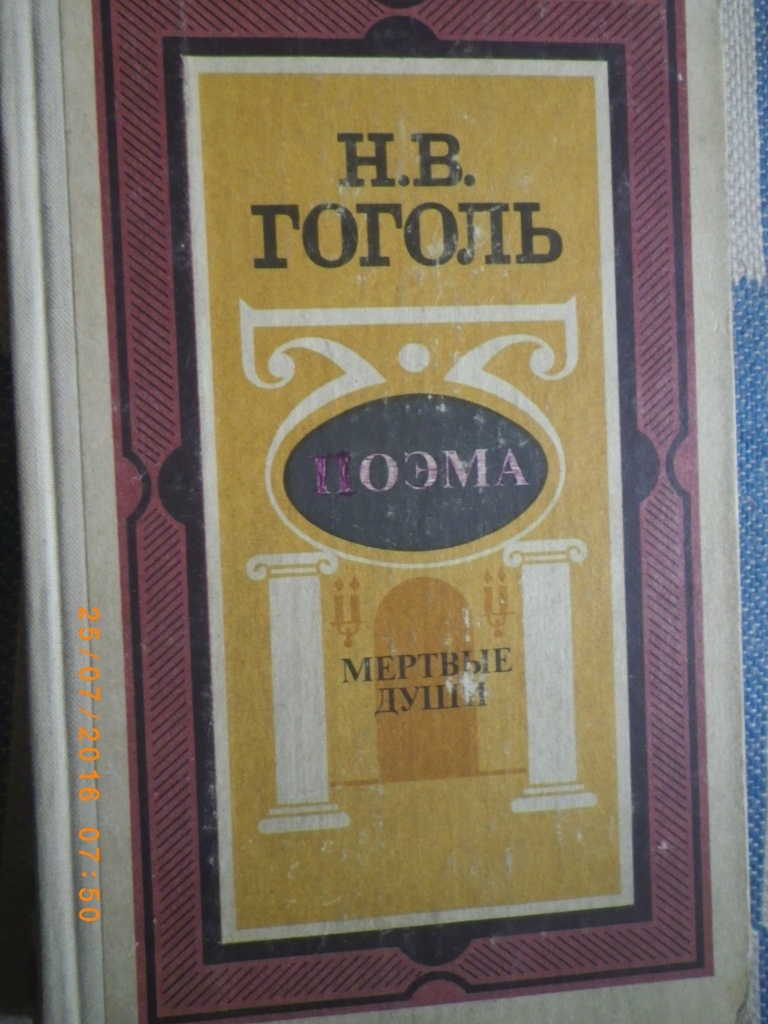 Н.В.
ГОГОЛЬ
ПОЭМА
МЕРТВЫЕ
ДУШИ
25/07/2016 07:50